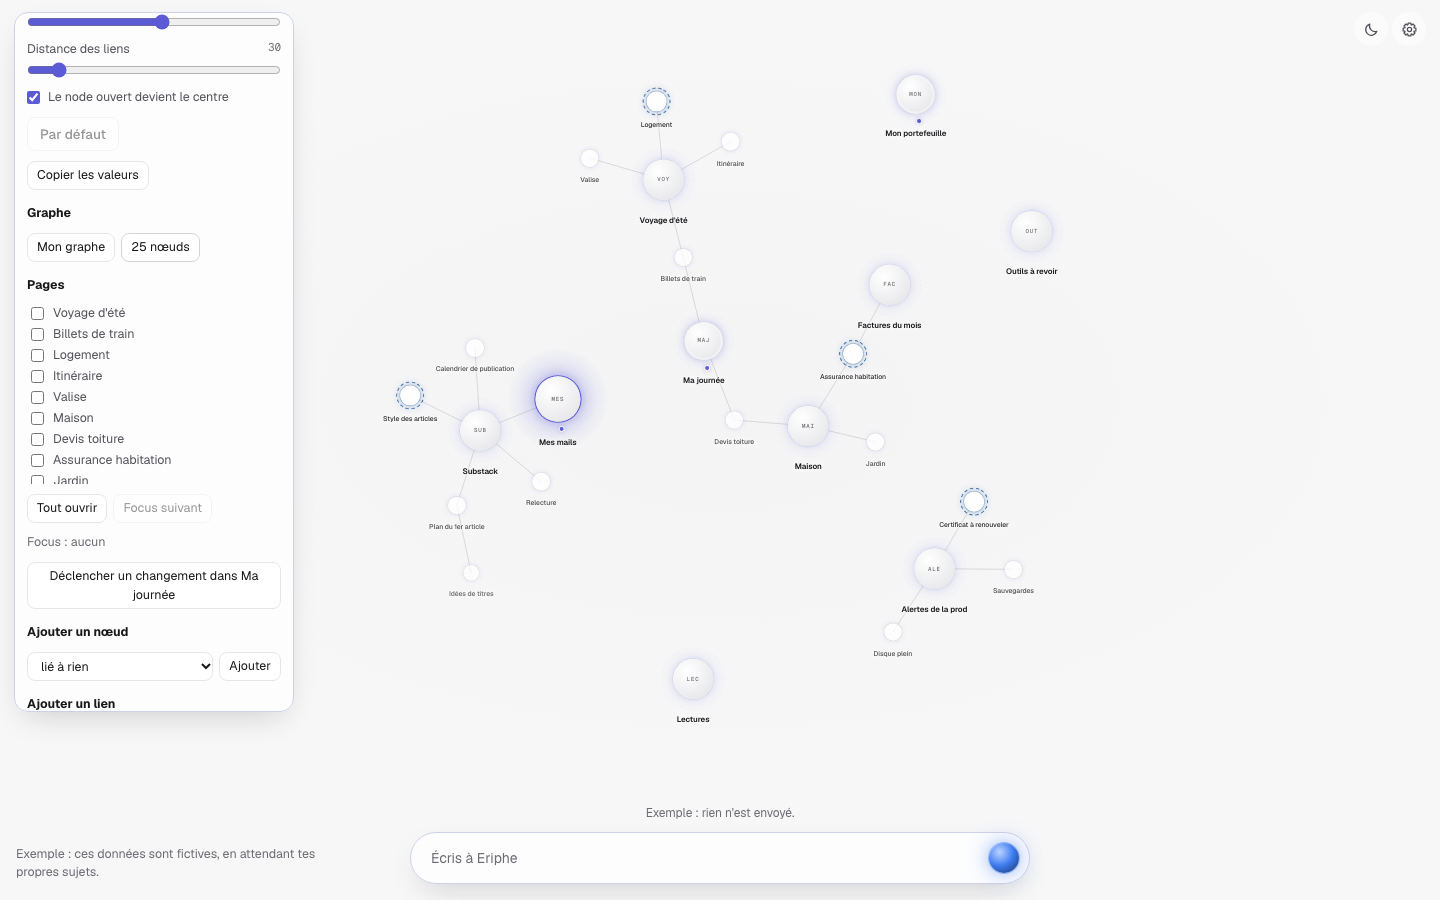 Distance des liens
30
Le node ouvert devient le centre
Par défaut
Copier les valeurs
Graphe
Mon graphe
25 nœuds
Pages
Voyage d'été
Billets de train
Logement
Itinéraire
Valise
Maison
Devis toiture
Assurance habitation
Jardin
Tout ouvrir
Focus suivant
Focus : aucun
Déclencher un changement dans Ma
journée
Ajouter un nœud
lié à rien
Ajouter
Ajouter un lien
Logement
Valise
Itinéraire
VOY
Voyage d'été
Billets de train
MON
Mon portefeuille
OUT
Outils à revoir
FAC
Factures du mois
MAJ
Ma journée
Assurance habitation
Calendrier de publication
Style des articles
MES
Mes mails
SUB
Substack
Devis toiture
MAI
Maison
Jardin
Relecture
Plan du 1er article
Idées de titres
Certificat à renouveler
ALE
Alertes de la prod
Sauvegardes
Disque plein
LEC
Lectures
Exemple : rien n'est envoyé.
Écris à Eriphe
Exemple : ces données sont fictives, en attendant tes
propres sujets.